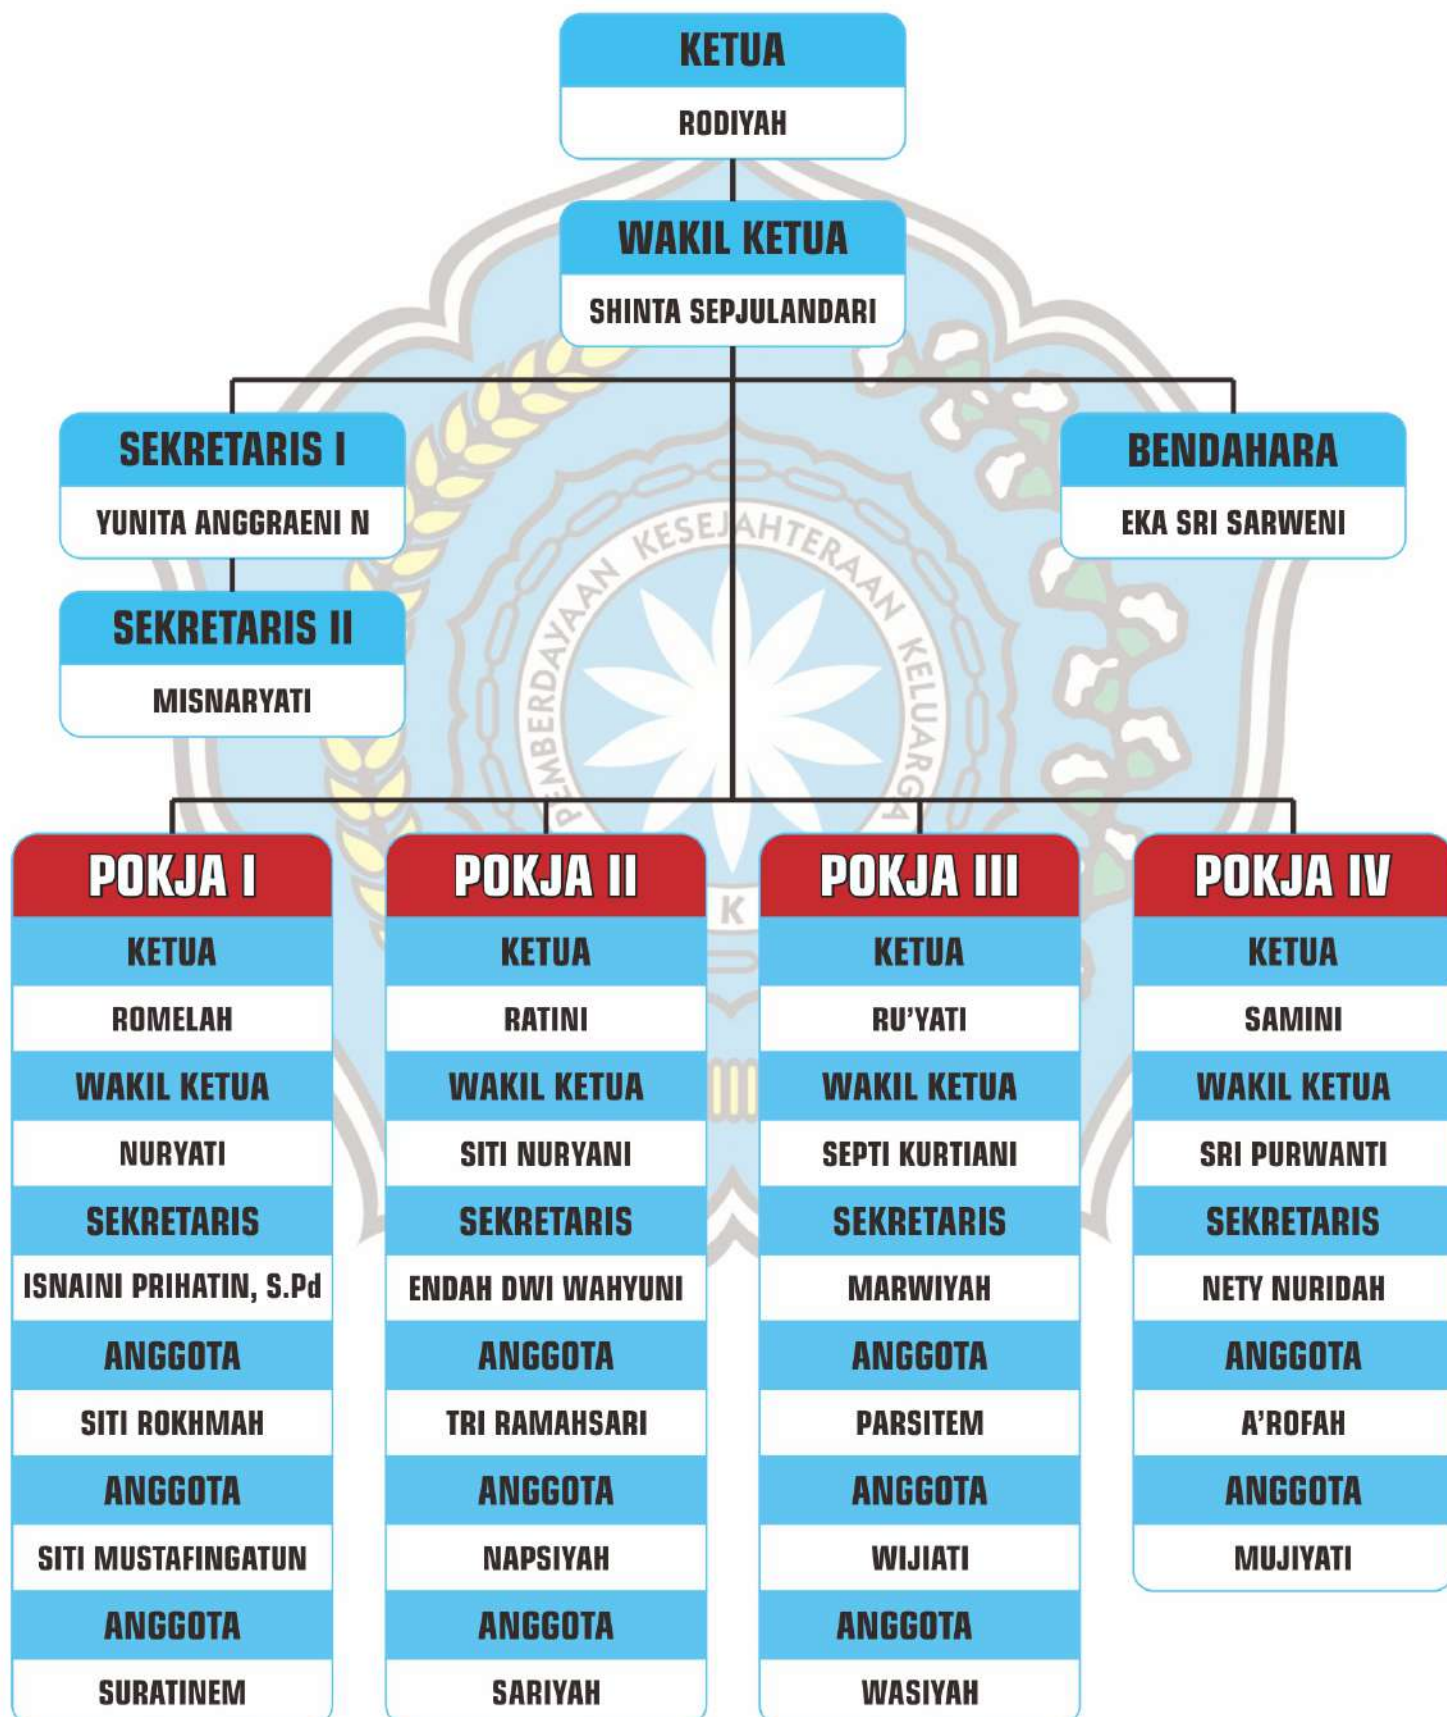 KETUA
RODIYAH
WAKIL KETUA
SHINTA SEPJULANDARI
SEKRETARIS I
YUNITA ANGGRAENI N
SEKRETARIS II
MISNARYATI
BENDAHARA
EKA SRI SARWENI
PEMBERDAYAAN KESEJAHTERAAN KELUARGA
K
POKJA I
KETUA
ROMELAH
WAKIL KETUA
NURYATI
SEKRETARIS
ISNAINI PRIHATIN, S.Pd
ANGGOTA
SITI ROKHMAH
ANGGOTA
SITI MUSTAFINGATUN
ANGGOTA
SURATINEM
POKJA II
KETUA
RATINI
WAKIL KETUA
SITI NURYANI
SEKRETARIS
ENDAH DWI WAHYUNI
ANGGOTA
TRI RAMAHSARI
ANGGOTA
NAPSIYAH
ANGGOTA
SARIYAH
POKJA III
KETUA
RU’YATI
WAKIL KETUA
SEPTI KURTIANI
SEKRETARIS
MARWIYAH
ANGGOTA
PARSITEM
ANGGOTA
WIJIATI
ANGGOTA
WASIYAH
POKJA IV
KETUA
SAMINI
WAKIL KETUA
SRI PURWANTI
SEKRETARIS
NETY NURIDAH
ANGGOTA
A’ROFAH
ANGGOTA
MUJIYATI